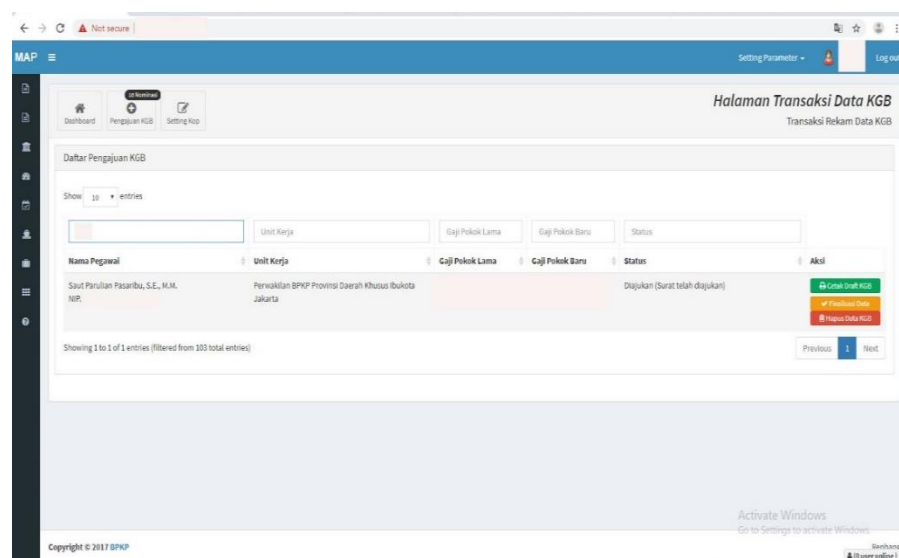 Not secure
MAP
Setting Parameter
Log out
10 Nominasi
Dashboard
Pengajuan KGB
Setting Kop
Halaman Transaksi Data KGB
Transaksi Rekam Data KGB
Daftar Pengajuan KGB
Show 10 entries
Unit Kerja
Gaji Pokok Lama
Gaji Pokok Baru
Status
Nama Pegawai
Unit Kerja
Gaji Pokok Lama
Gaji Pokok Baru
Status
Aksi
Saut Parulian Pasaribu, S.E., M.M.
NIP.
Perwakilan BPKP Provinsi Daerah Khusus Ibukota
Jakarta
Diajukan (Surat telah diajukan)
Cetak Draft KGB
Finalisasi Data
Hapus Data KGB
Showing 1 to 1 of 1 entries (filtered from 103 total entries)
Previous 1 Next
Activate Windows
Go to Settings to activate Windows.
Copyright © 2017 BPKP
user online